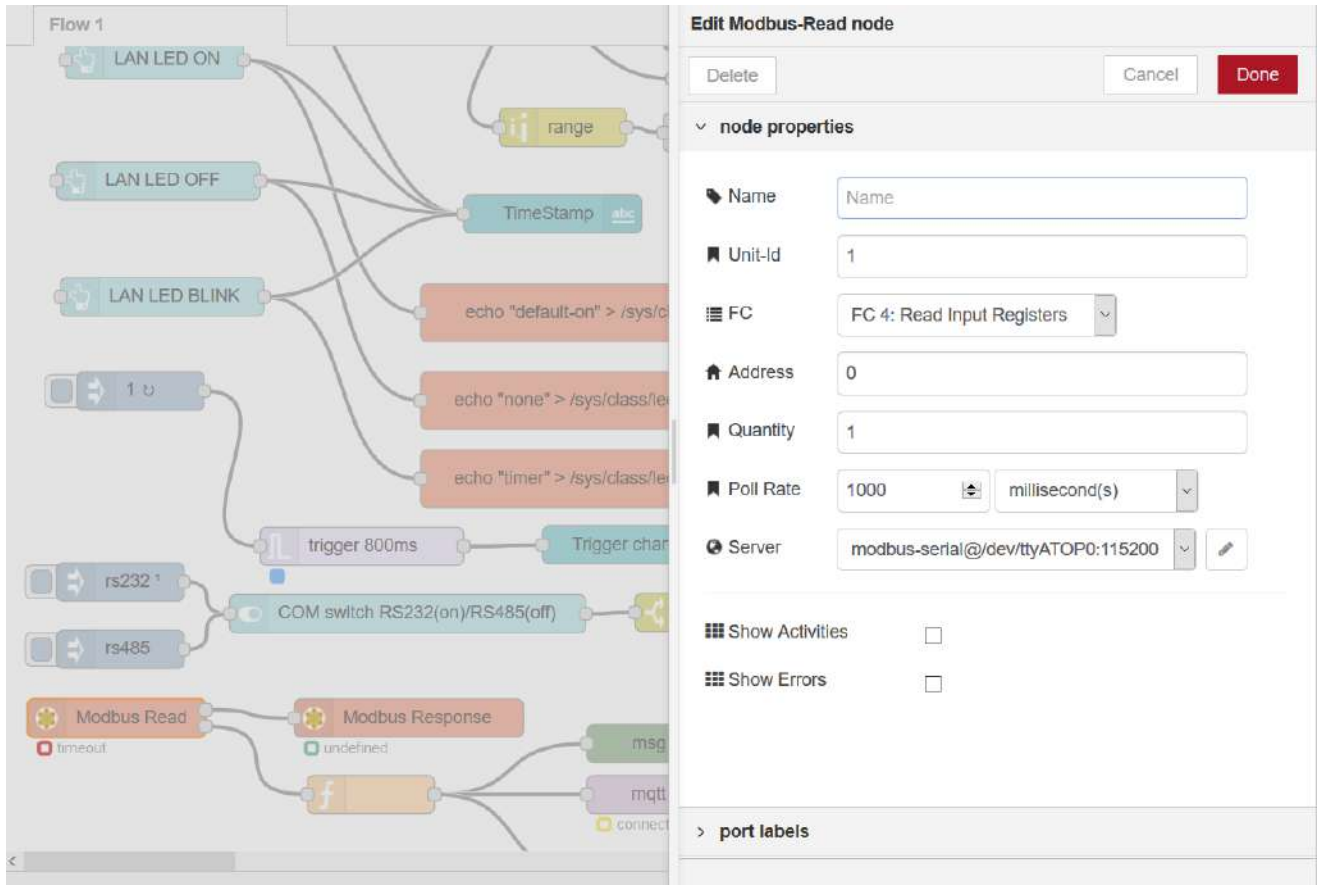 Flow 1
LAN LED ON
range
LAN LED OFF
TimeStamp
abc
LAN LED BLINK
echo "default-on" > /sys/cl
1 ↻
echo "none" > /sys/class/le
echo "timer" > /sys/class/le
trigger 800ms
Trigger chan
rs232 ¹
COM switch RS232(on)/RS485(off)
rs485
Modbus Read
Modbus Response
timeout
undefined
msg
f
mqtt
connect
Edit Modbus-Read node
Delete
Cancel
Done
node properties
Name
Name
Unit-Id
1
FC
FC 4: Read Input Registers
Address
0
Quantity
1
Poll Rate
1000
millisecond(s)
Server
modbus-serial@/dev/ttyATOP0:115200
Show Activities
Show Errors
port labels